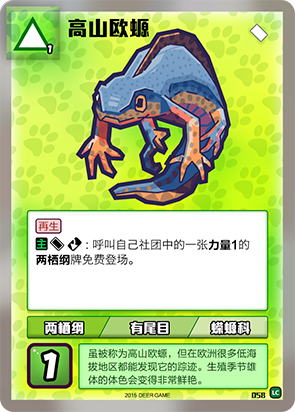 1
高山欧螈
再生
主 : 呼叫自己社团中的一张力量1的
两栖纲牌免费登场。
两栖纲 有尾目 蝾螈科
1
虽被称为高山欧螈，但在欧洲很多低海
拔地区都能发现它的踪迹。生殖季节雄
体的体色会变得非常鲜艳。
2015 DEER GAME
058 LC